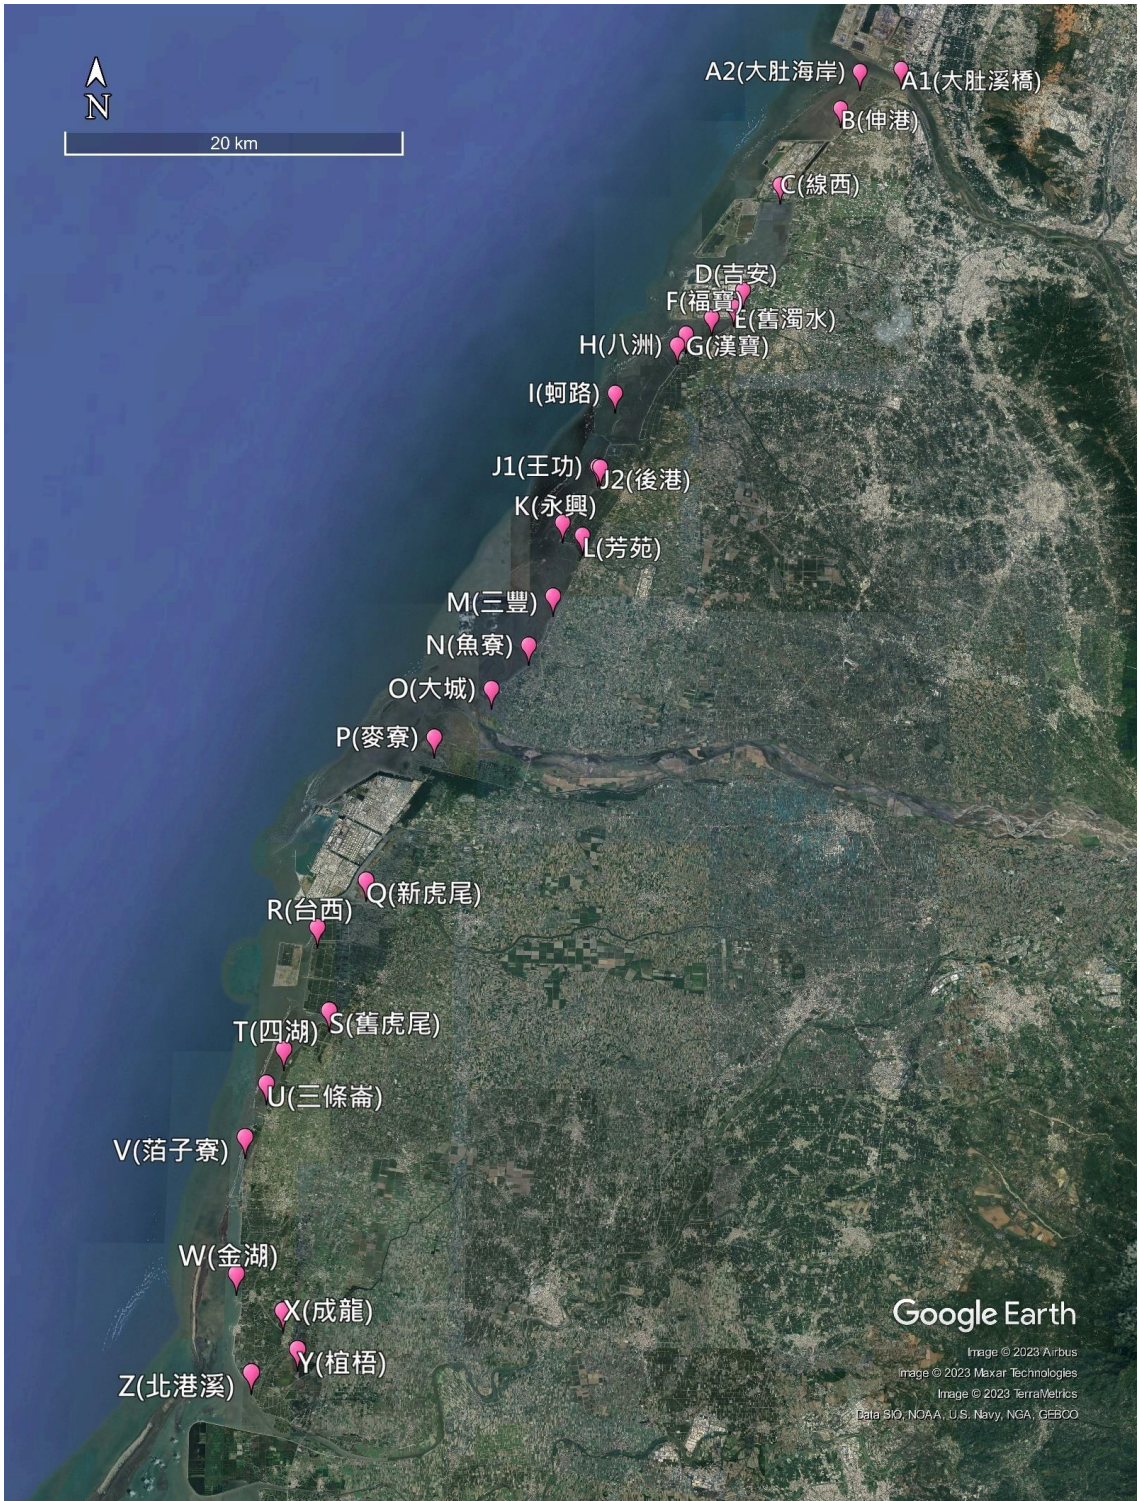 A2(大肚海岸)
A1(大肚溪橋)
N
B(伸港)
20 km
C(線西)
D(吉安)
F(福寶)
E(舊濁水)
H(八洲)
G(漢寶)
I(蚵路)
J1(王功)
J2(後港)
K(永興)
L(芳苑)
M(三豐)
N(魚寮)
O(大城)
P(麥寮)
Q(新虎尾)
R(台西)
S(舊虎尾)
T(四湖)
U(三條崙)
V(萡子寮)
W(金湖)
X(成龍)
Google Earth
Image © 2023 Airbus
Y(楦梧)
Image © 2023 Maxar Technologies
Z(北港溪)
Image © 2023 TerraMetrics
Data SIO, NOAA, U.S. Navy, NGA, GEBCO